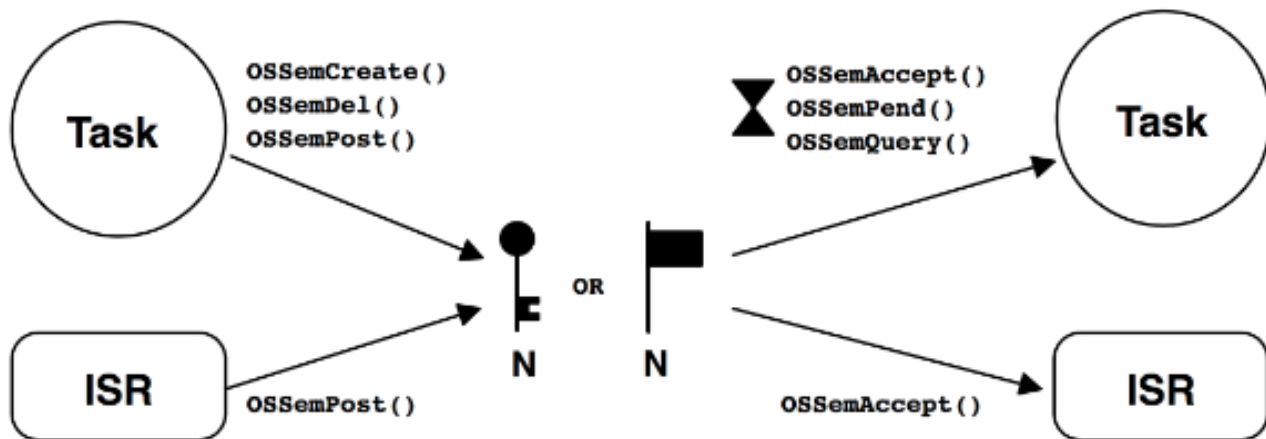 Task
OSSemCreate()
OSSemDel()
OSSemPost()
OSSemAccept()
OSSemPend()
OSSemQuery()
Task
OR
N
N
ISR
OSSemPost()
OSSemAccept()
ISR